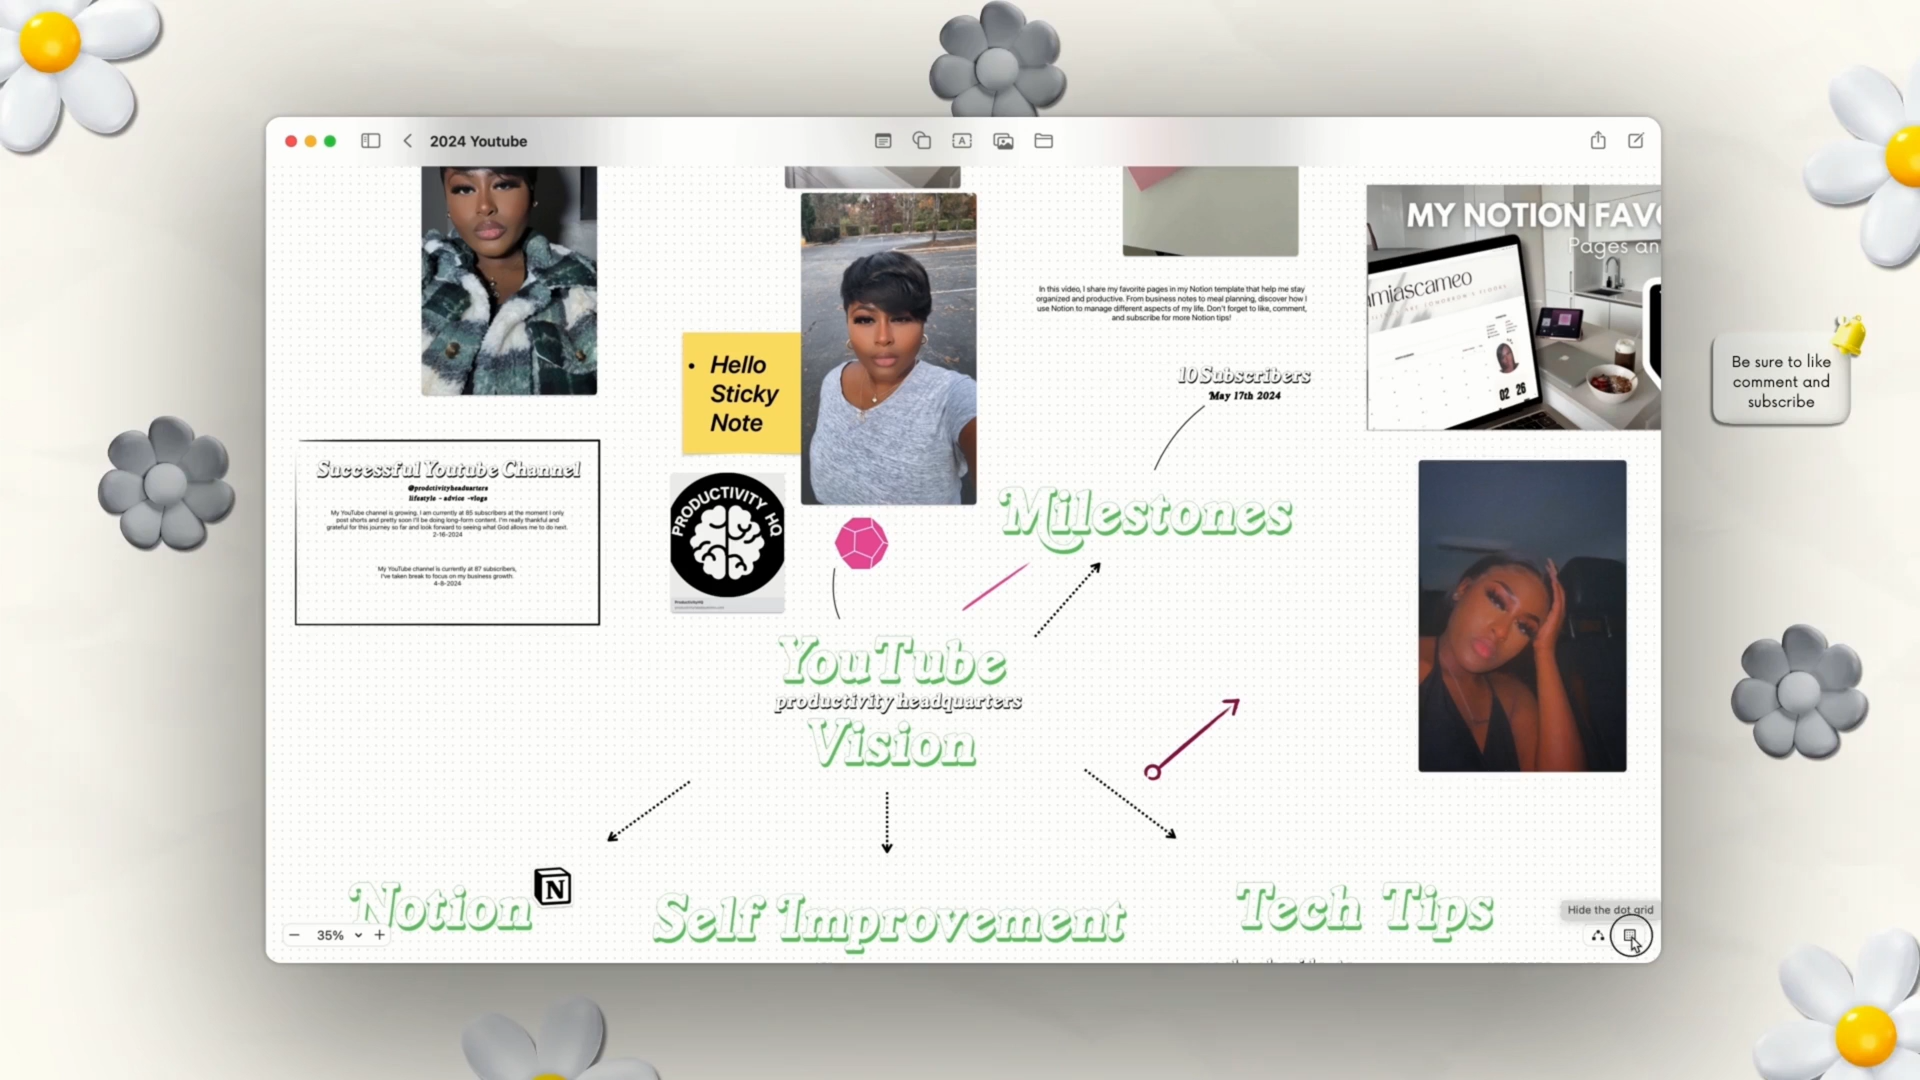 2024 Youtube
MY NOTION FAV
Pages an
miascameo
02 26
In this video, I share my favorite pages in my Notion template that help me stay
organized and productive. From business notes to meal planning, discover how I
use Notion to manage different aspects of my life. Don't forget to like, comment,
and subscribe for more Notion tips!
Be sure to like
comment and
subscribe
• Hello
Sticky
Note
10 Subscribers
May 17th 2024
Successful Youtube Channel
@prodctivityheaduarters
lifestyle - advice -vlogs
My YouTube channel is growing. I am currently at 85 subscribers at the moment I only
post shorts and pretty soon I'll be doing long-form content. I'm really thankful and
grateful for this journey so far and look forward to seeing what God allows me to do next.
2-16-2024
My YouTube channel is currently at 87 subscribers,
I've taken break to focus on my business growth.
4-8-2024
PRODUCTIVITY HQ
ProductivityHQ
Milestones
YouTube
productivity headquarters
Vision
Notion
N
Self Improvement
Tech Tips
Hide the dot grid
35%